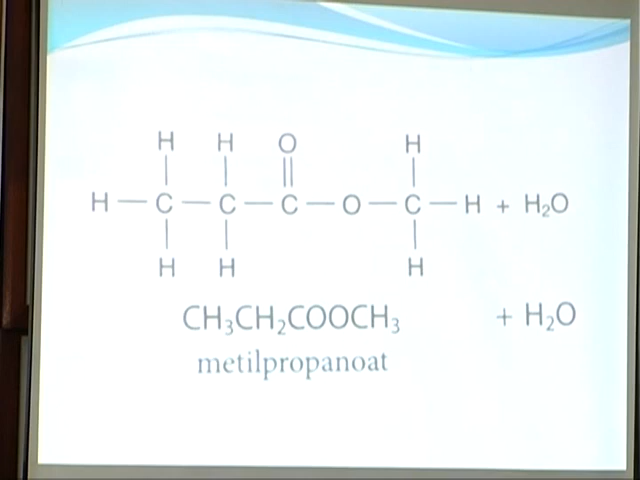 H H O H
H — C — C — C — O — C — H + H₂O
H H H
CH₃CH₂COOCH₃ + H₂O
metilpropanoat